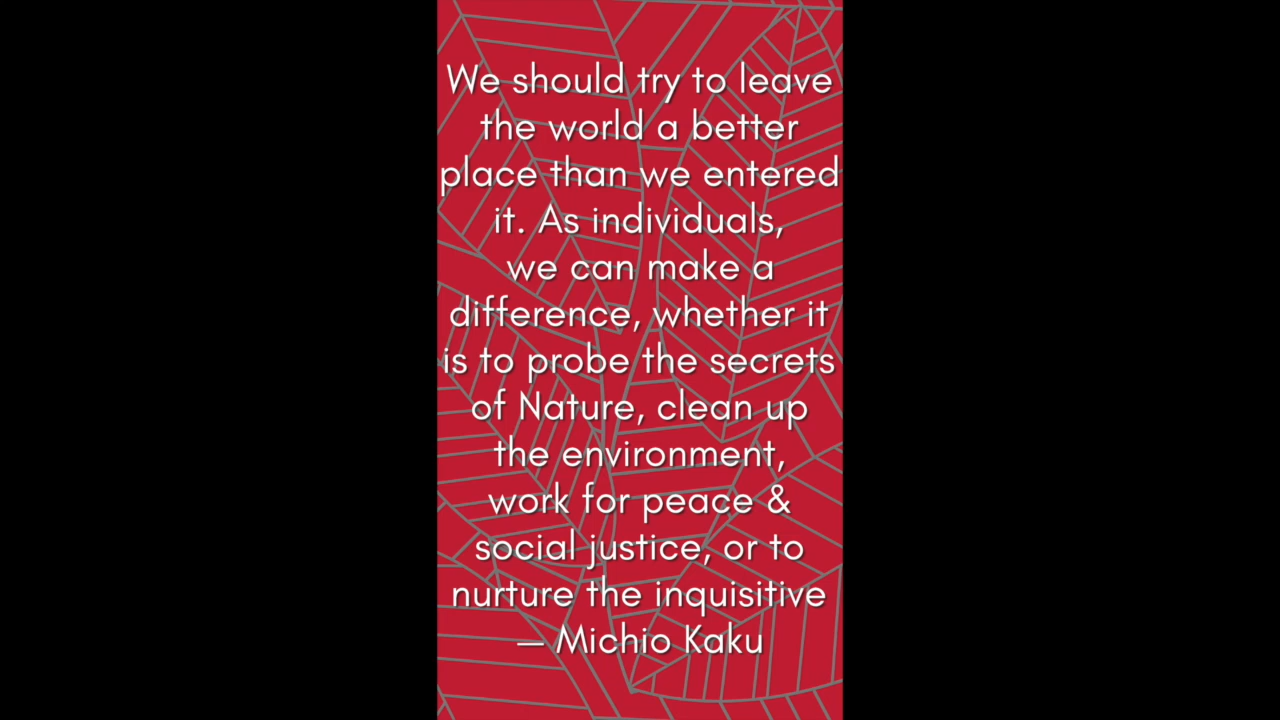 We should try to leave
the world a better
place than we entered
it. As individuals,
we can make a
difference, whether it
is to probe the secrets
of Nature, clean up
the environment,
work for peace &
social justice, or to
nurture the inquisitive
— Michio Kaku